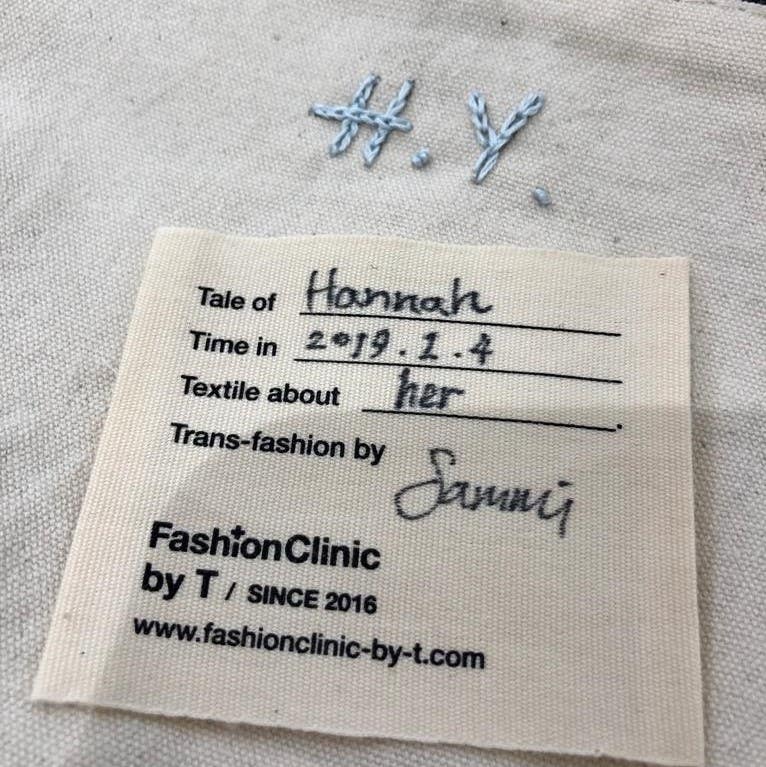 H. Y.
Tale of Hannah
Time in 2019.1.4
Textile about her.
Trans-fashion by Sammi
FashionClinic
by T / SINCE 2016
www.fashionclinic-by-t.com